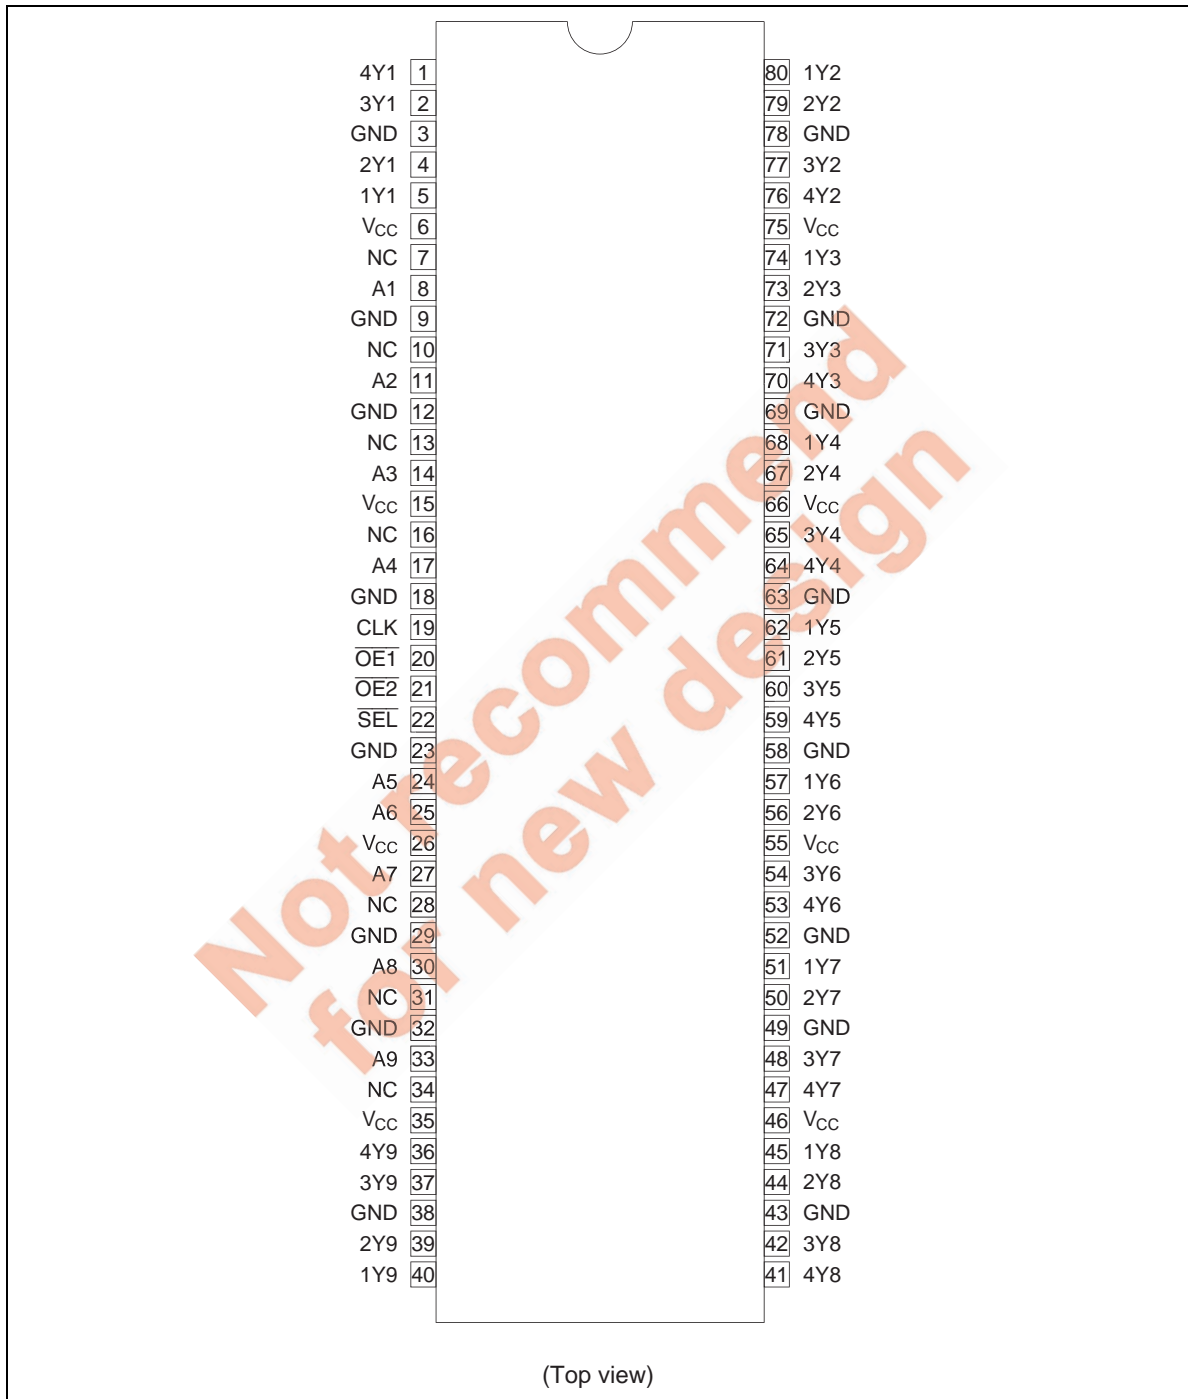 4Y1 1 80 1Y2
3Y1 2 79 2Y2
GND 3 78 GND
2Y1 4 77 3Y2
1Y1 5 76 4Y2
VCC 6 75 VCC
NC 7 74 1Y3
A1 8 73 2Y3
GND 9 72 GND
NC 10 71 3Y3
A2 11 70 4Y3
GND 12 69 GND
NC 13 68 1Y4
A3 14 67 2Y4
VCC 15 66 VCC
NC 16 65 3Y4
A4 17 64 4Y4
GND 18 63 GND
CLK 19 62 1Y5
OE1 20 61 2Y5
OE2 21 60 3Y5
SEL 22 59 4Y5
GND 23 58 GND
A5 24 57 1Y6
A6 25 56 2Y6
VCC 26 55 VCC
A7 27 54 3Y6
NC 28 53 4Y6
GND 29 52 GND
A8 30 51 1Y7
NC 31 50 2Y7
GND 32 49 GND
A9 33 48 3Y7
NC 34 47 4Y7
VCC 35 46 VCC
4Y9 36 45 1Y8
3Y9 37 44 2Y8
GND 38 43 GND
2Y9 39 42 3Y8
1Y9 40 41 4Y8
(Top view)
Not recommend
for new design